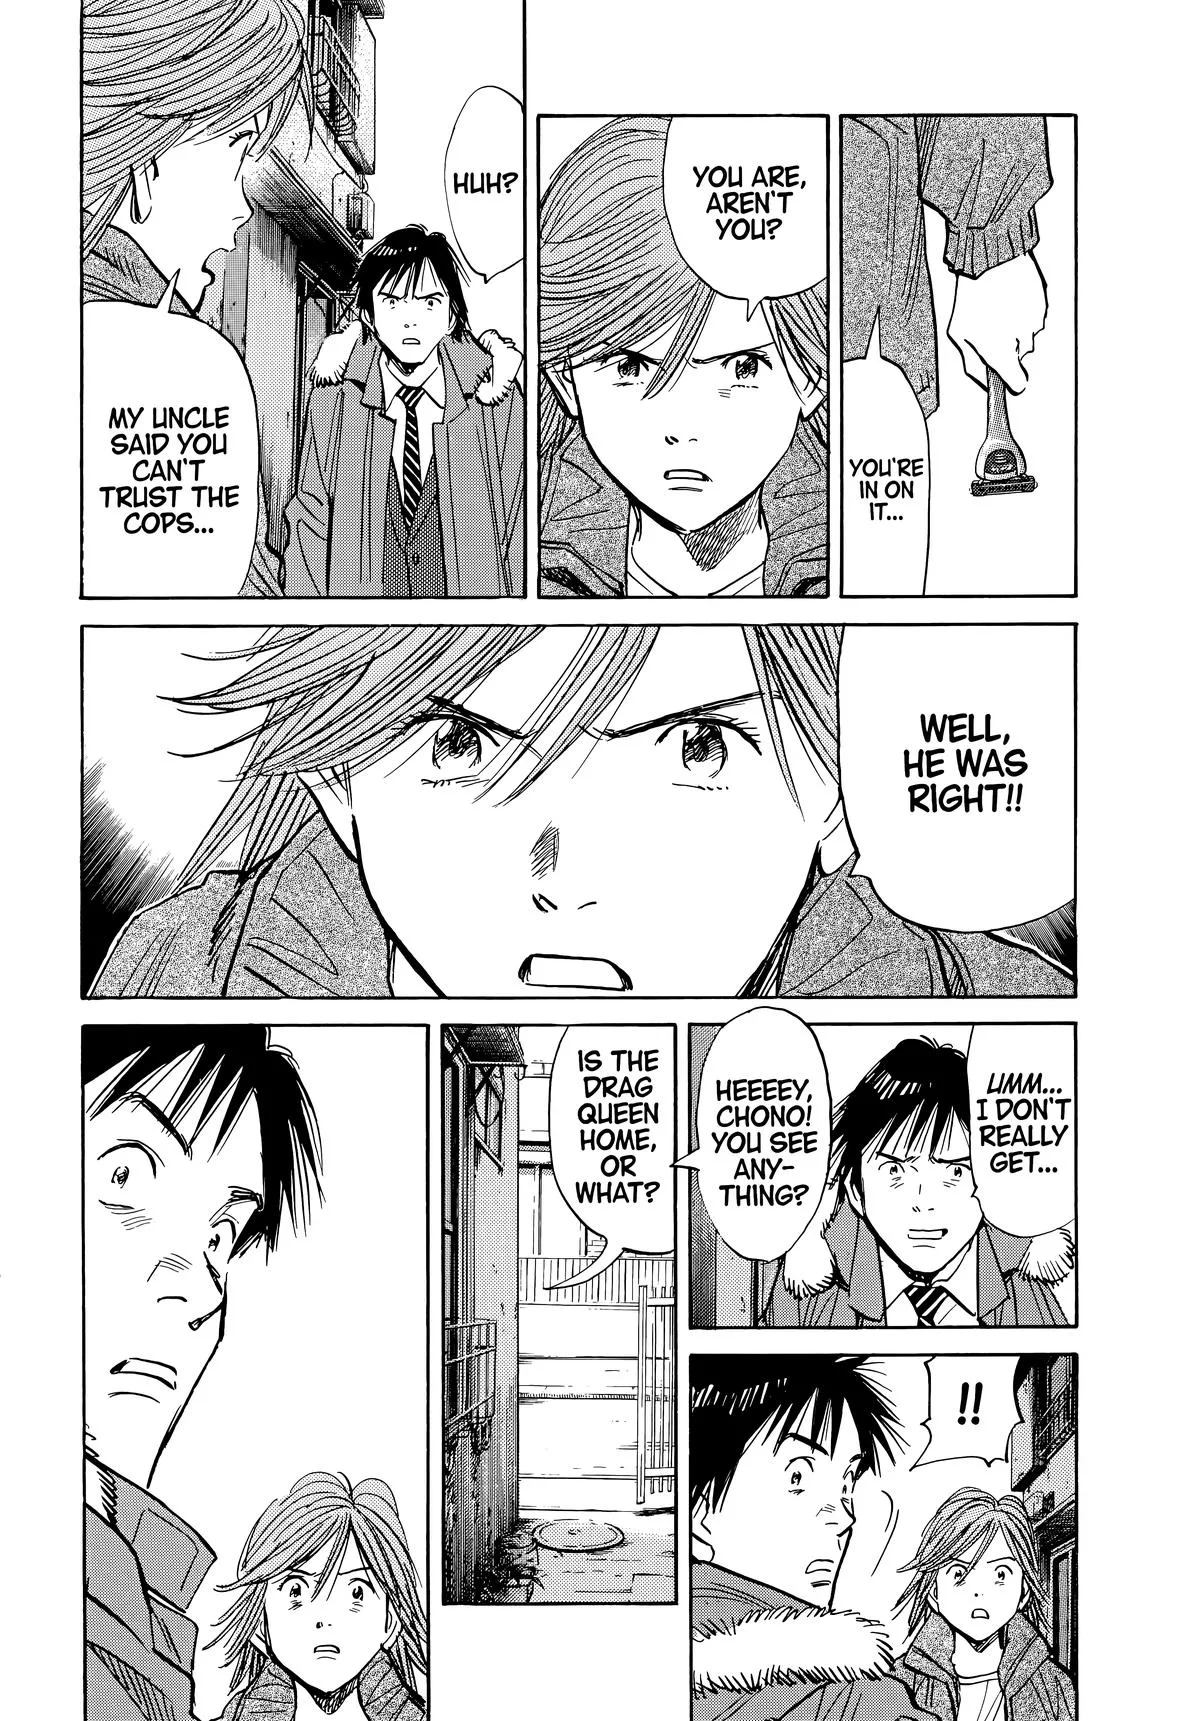 YOU'RE
IN ON
IT...
YOU ARE,
AREN'T
YOU?
HUH?
MY UNCLE
SAID YOU
CAN'T
TRUST THE
COPS...
WELL,
HE WAS
RIGHT!!
UMM...
I DON'T
REALLY
GET...
HEEEEY,
CHONO!
YOU SEE
ANY-
THING?
IS THE
DRAG
QUEEN
HOME,
OR
WHAT?
!!